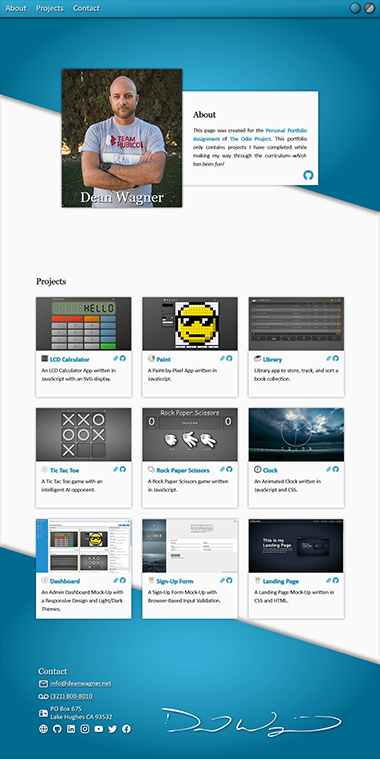 About Projects Contact
TEAM
RUBICON
DEAN
Dean Wagner
About
This page was created for the Personal Portfolio
Assignment of The Odin Project. This portfolio
only contains projects I have completed while
making my way through the curriculum–which
has been fun!
Projects
HELLO
LCD Calculator
An LCD Calculator App written in
JavaScript with an SVG display.
Paint
A Paint-by-Pixel App written in
JavaScript.
Library
Library app to store, track, and sort a
book collection.
Tic Tac Toe
A Tic Tac Toe game with an
intelligent AI opponent.
Rock Paper Scissors
0 0
Rock Paper Scissors
A Rock Paper Scissors game written
in JavaScript.
Clock
An Animated Clock written in
JavaScript and CSS.
Dashboard
An Admin Dashboard Mock-Up with
a Responsive Design and Light/Dark
Themes.
Sign-Up Form
A Sign-Up Form Mock-Up with
Browser-Based Input Validation.
This is my
Landing Page
Landing Page
A Landing Page Mock-Up written in
CSS and HTML.
Contact
info@deanwagner.net
(321) 800-8010
PO Box 675
Lake Hughes CA 93532